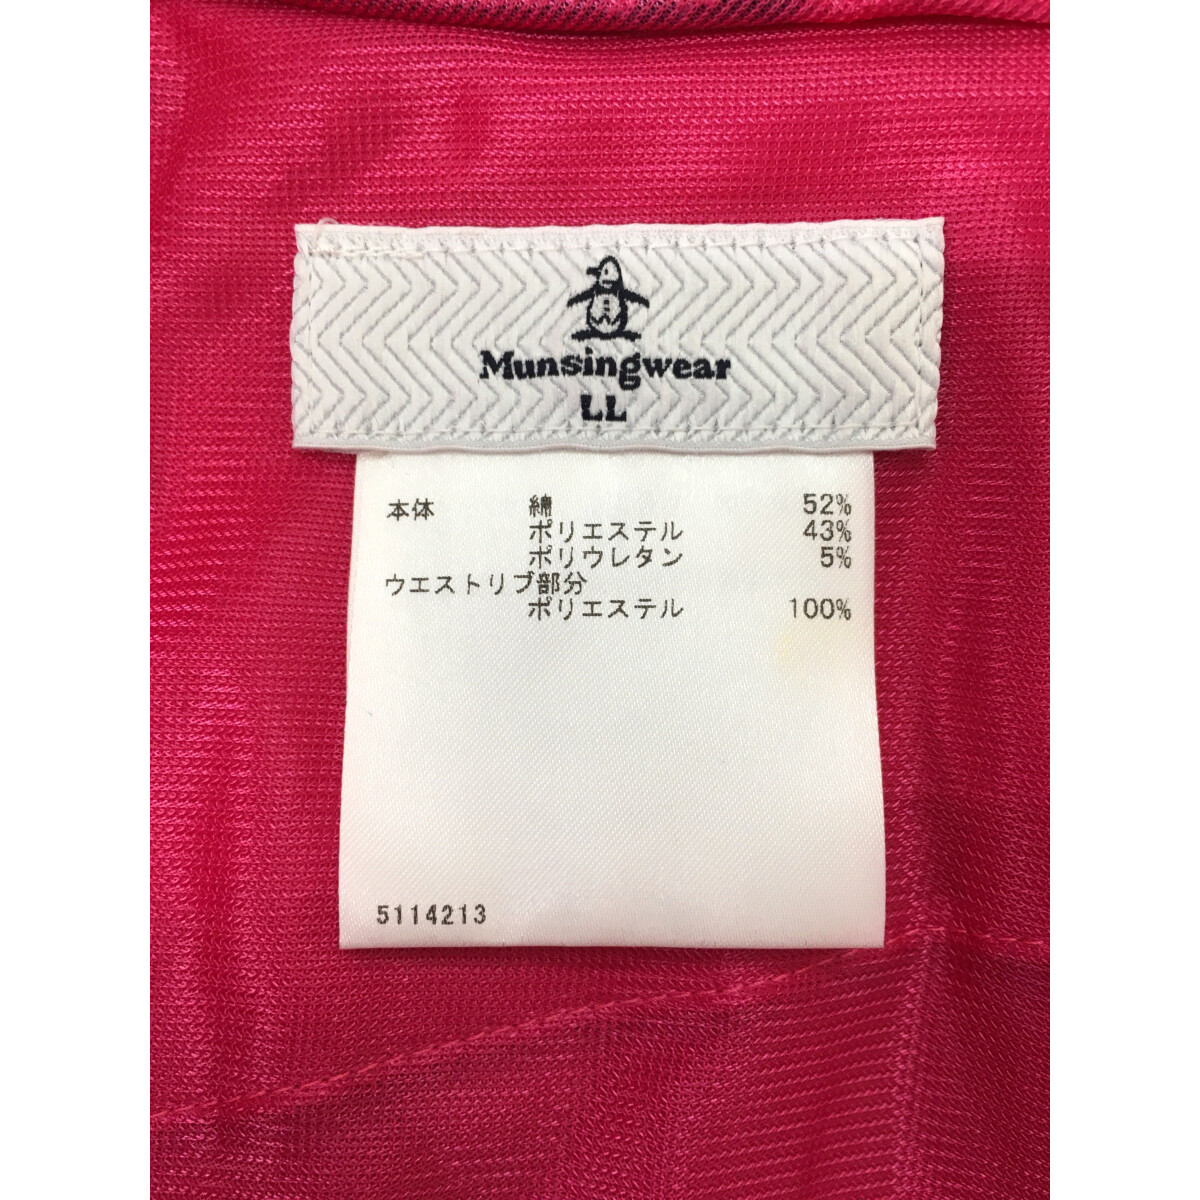 Munsingwear
LL
本体 綿 52%
ポリエステル 43%
ポリウレタン 5%
ウエストリブ部分
ポリエステル 100%
5114213